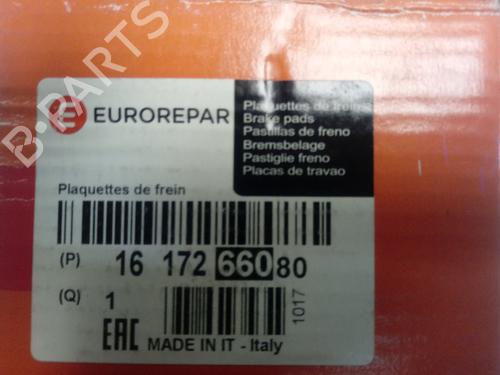 B-PARTS
EUROREPAR
Plaquettes de frein
Brake pads
Pastillas de freno
Bremsbelage
Pastiglie freno
Placas de travao
Plaquettes de frein
(P) 16 172 660 80
(Q) 1
1017
EAC MADE IN IT - Italy